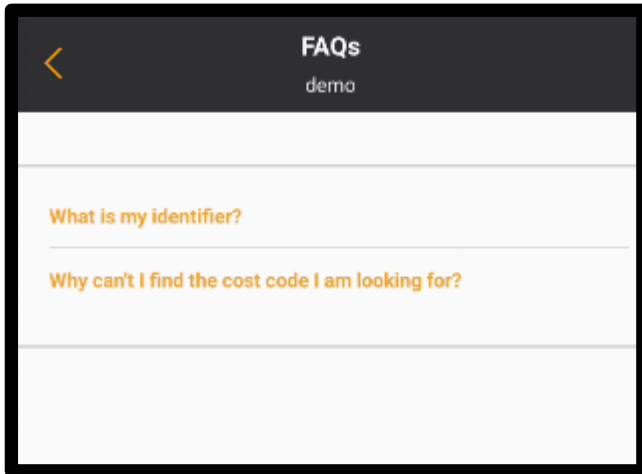 FAQs
demo
What is my identifier?
Why can't I find the cost code I am looking for?